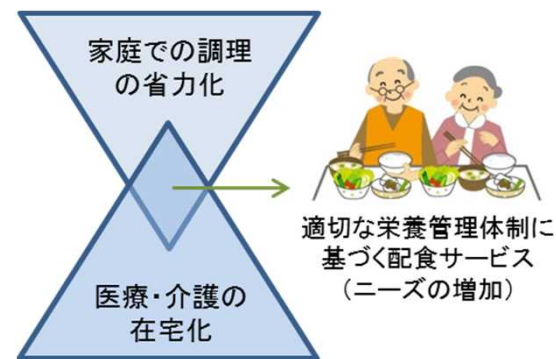 家庭での調理
の省力化
適切な栄養管理体制に
基づく配食サービス
(ニーズの増加)
医療・介護の
在宅化